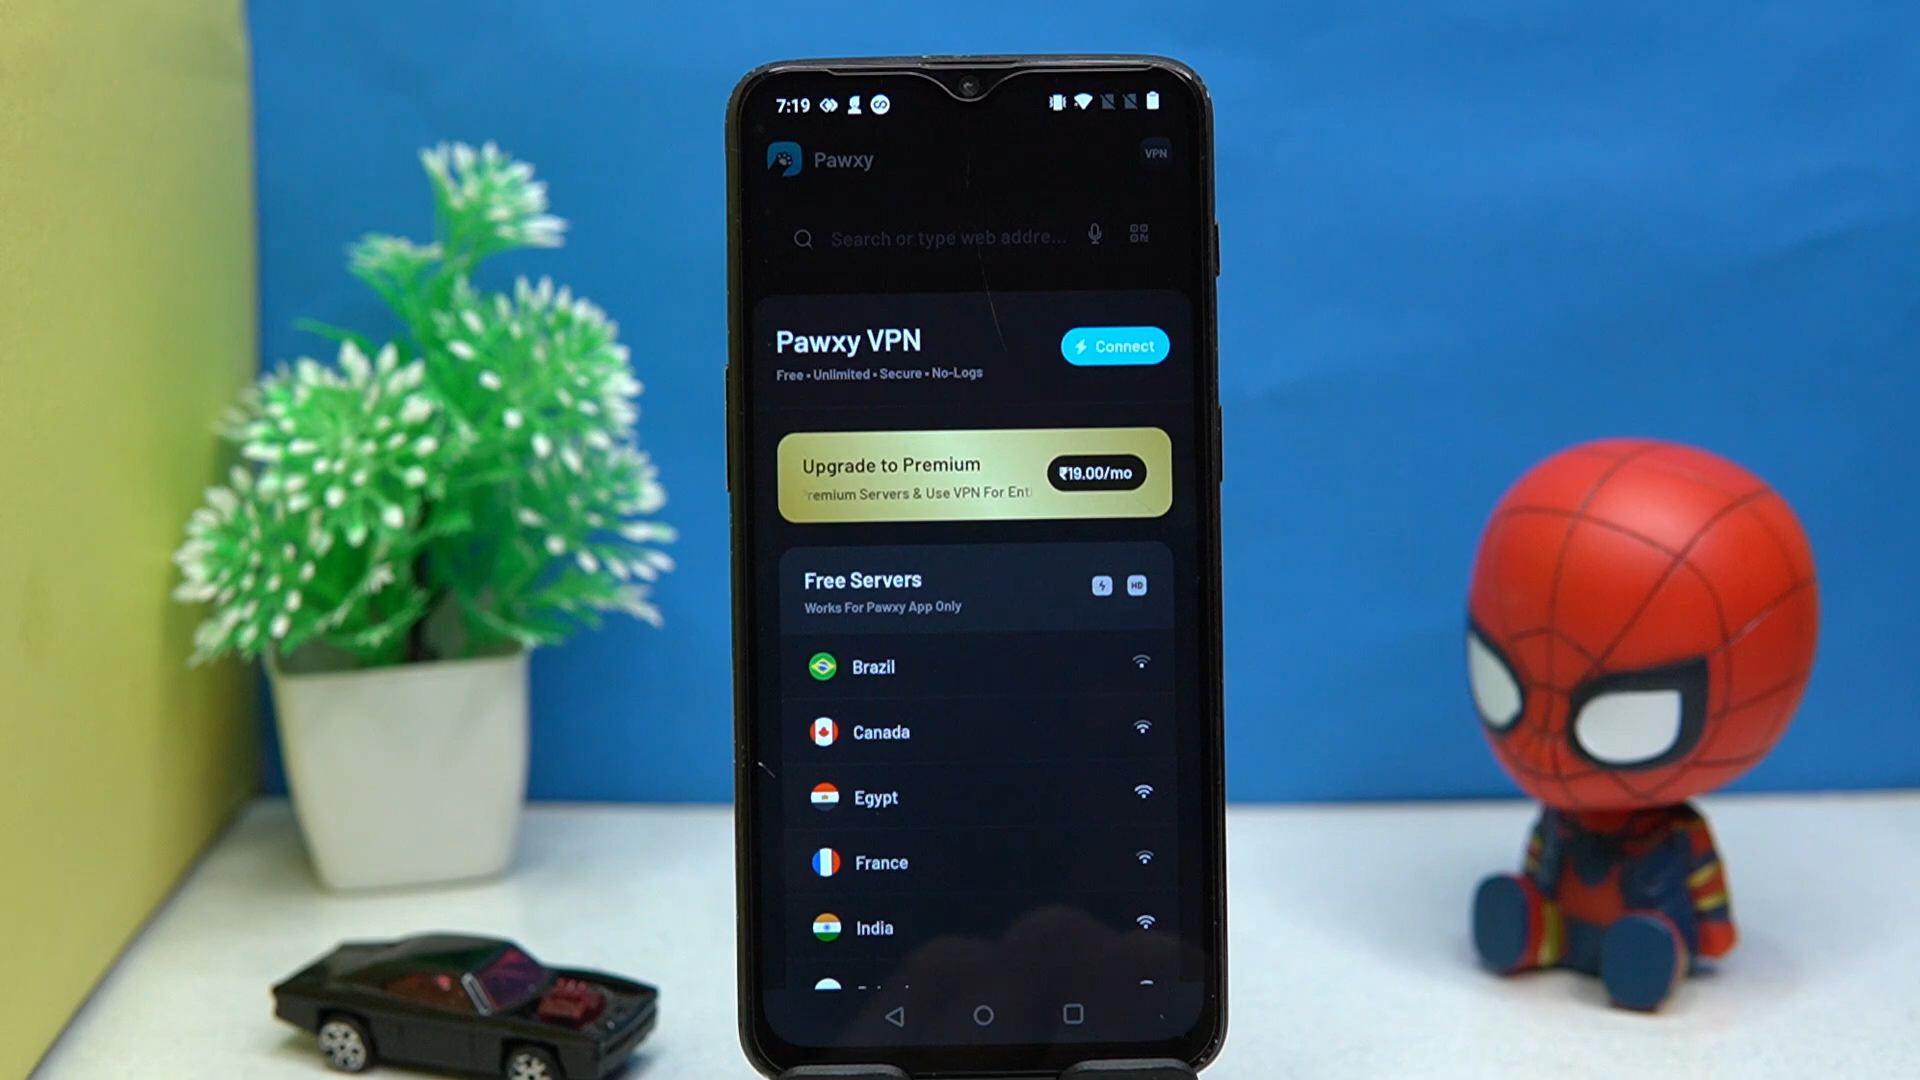 7:19
Pawxy
VPN
Search or type web addre...
Pawxy VPN
Connect
Free • Unlimited • Secure • No-Logs
Upgrade to Premium
₹19.00/mo
remium Servers & Use VPN For Ent
Free Servers
HD
Works For Pawxy App Only
Brazil
Canada
Egypt
France
India